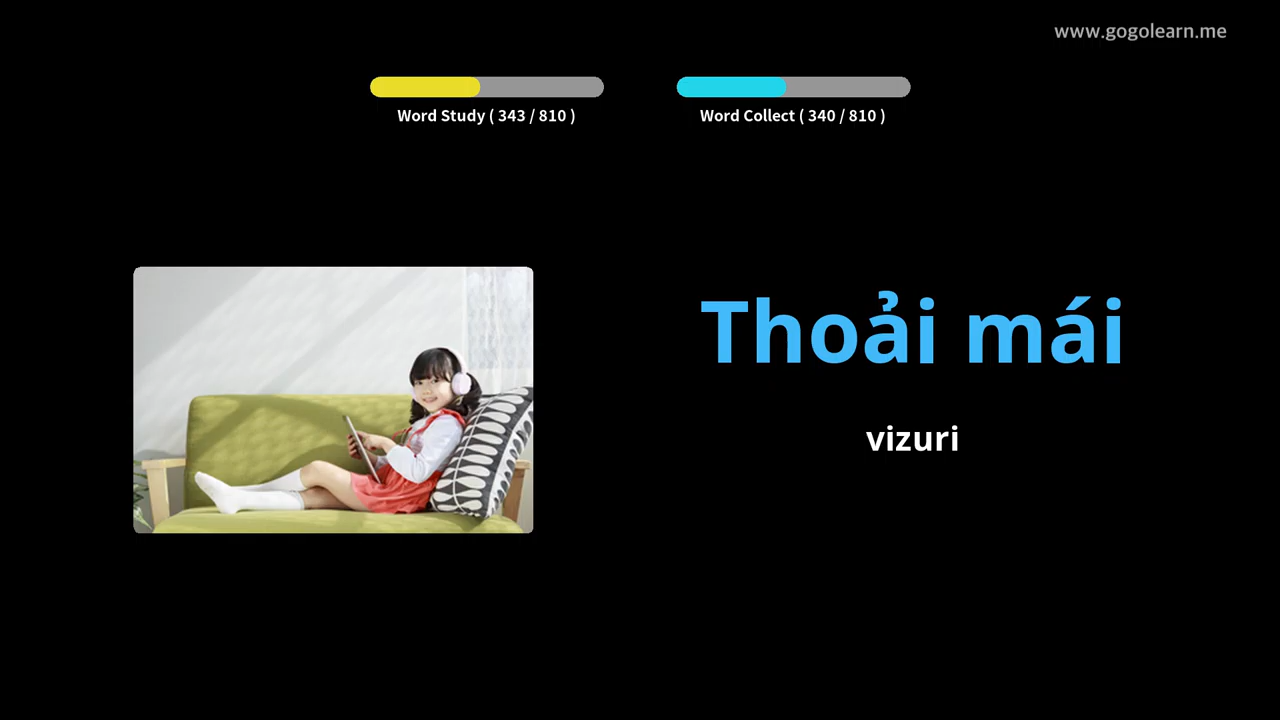 www.gogolearn.me
Word Study ( 343 / 810 )
Word Collect ( 340 / 810 )
Thoải mái
vizuri